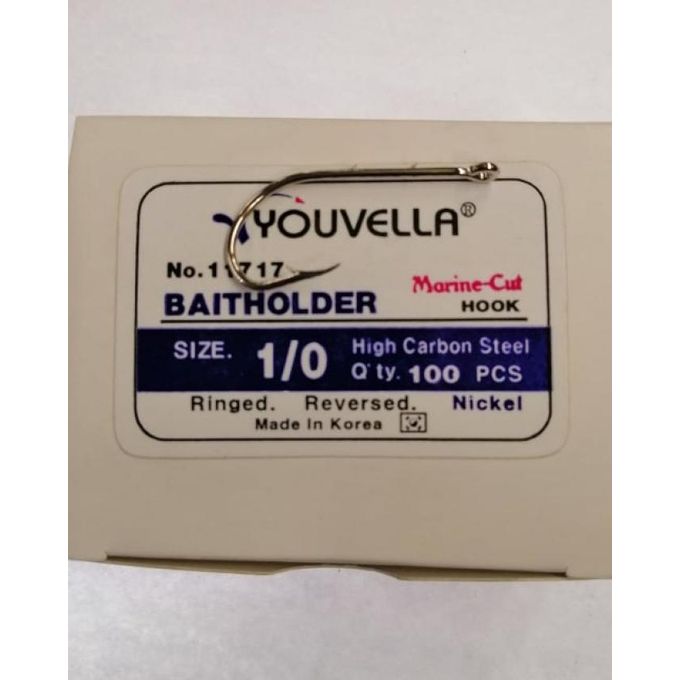 YOUVELLA®
No. 11717
BAITHOLDER
Marine-Cut
HOOK
SIZE. 1/0
High Carbon Steel
Q'ty. 100 PCS
Ringed. Reversed. Nickel
Made In Korea